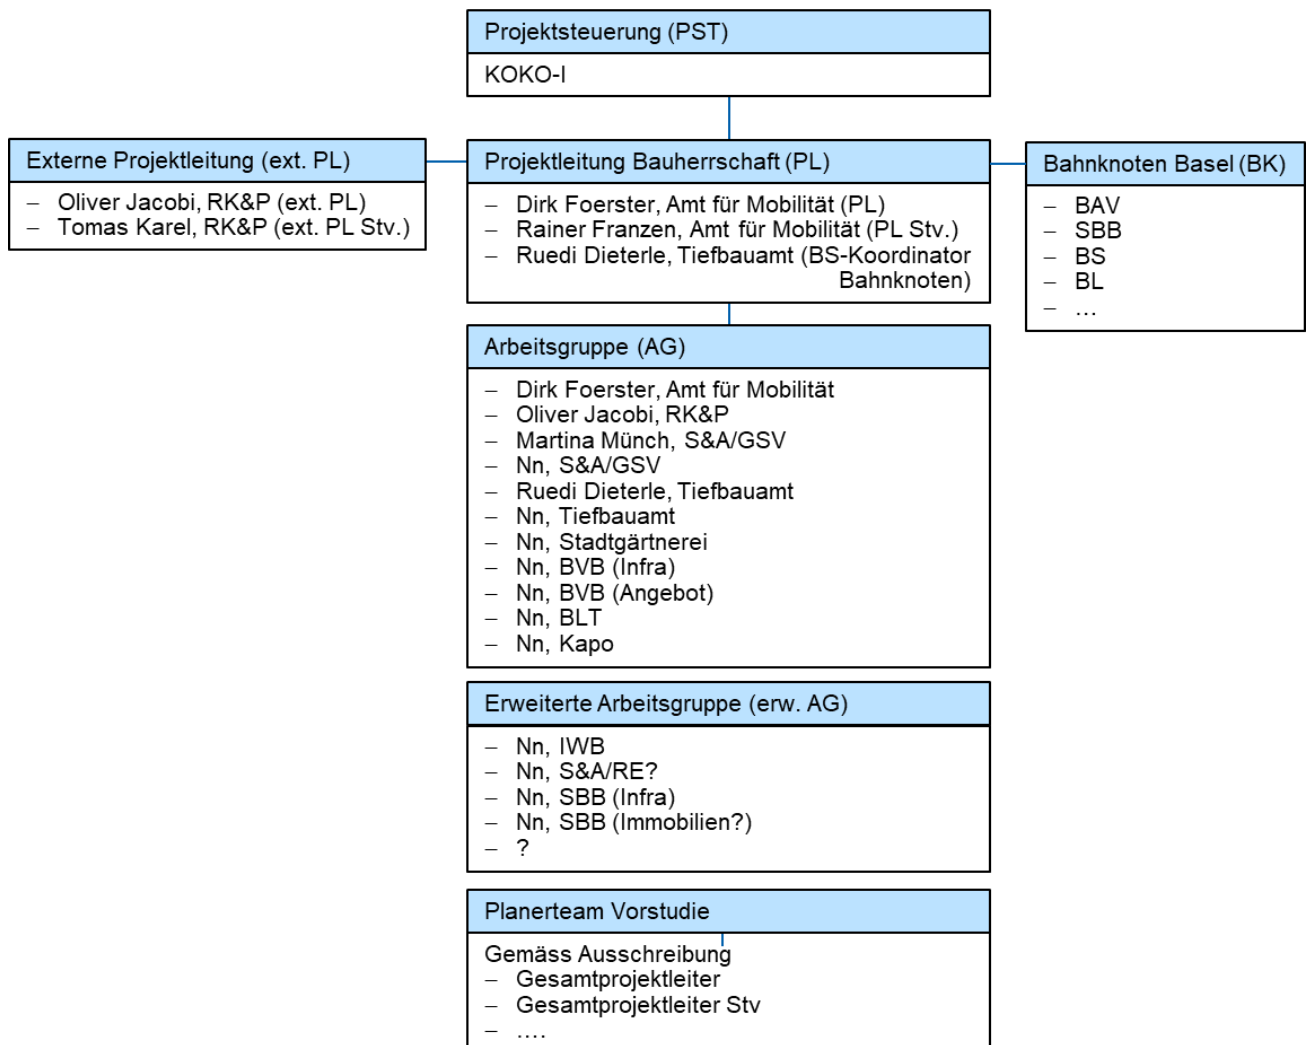 Projektsteuerung (PST)
KOKO-I
Externe Projektleitung (ext. PL)
– Oliver Jacobi, RK&P (ext. PL)
– Tomas Karel, RK&P (ext. PL Stv.)
Projektleitung Bauherrschaft (PL)
– Dirk Foerster, Amt für Mobilität (PL)
– Rainer Franzen, Amt für Mobilität (PL Stv.)
– Ruedi Dieterle, Tiefbauamt (BS-Koordinator
Bahnknoten)
Bahnknoten Basel (BK)
– BAV
– SBB
– BS
– BL
– …
Arbeitsgruppe (AG)
– Dirk Foerster, Amt für Mobilität
– Oliver Jacobi, RK&P
– Martina Münch, S&A/GSV
– Nn, S&A/GSV
– Ruedi Dieterle, Tiefbauamt
– Nn, Tiefbauamt
– Nn, Stadtgärtnerei
– Nn, BVB (Infra)
– Nn, BVB (Angebot)
– Nn, BLT
– Nn, Kapo
Erweiterte Arbeitsgruppe (erw. AG)
– Nn, IWB
– Nn, S&A/RE?
– Nn, SBB (Infra)
– Nn, SBB (Immobilien?)
– ?
Planerteam Vorstudie
Gemäss Ausschreibung
– Gesamtprojektleiter
– Gesamtprojektleiter Stv
– ….